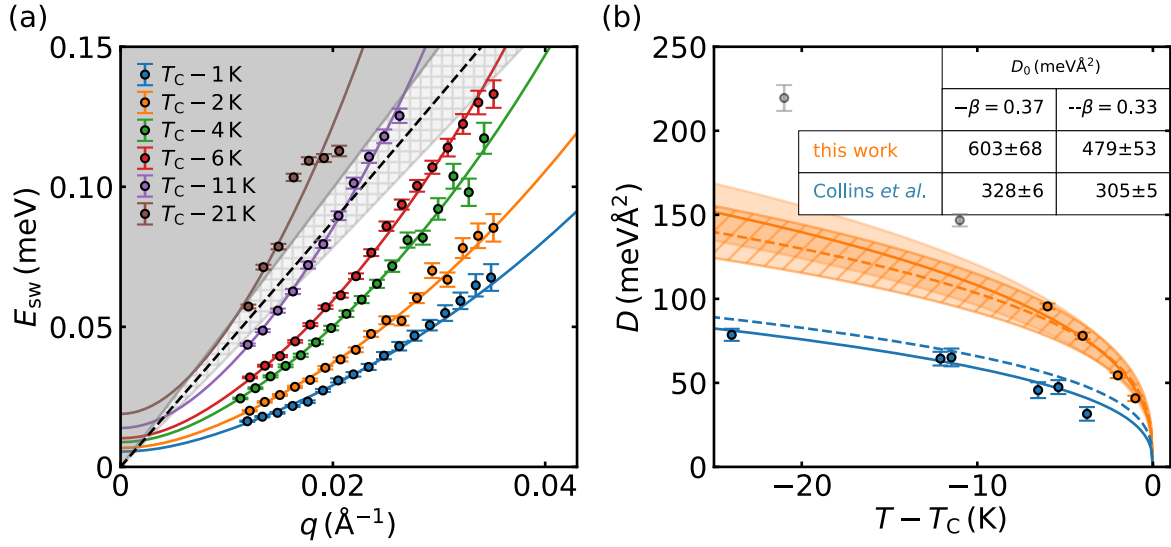 (a)
0.15
0.10
0.05
0
E_sw (meV)
T_C − 1 K
T_C − 2 K
T_C − 4 K
T_C − 6 K
T_C − 11 K
T_C − 21 K
0
0.02
0.04
q (Å⁻¹)
(b)
250
200
150
100
50
0
D (meVÅ²)
D₀ (meVÅ²)
−β = 0.37 --β = 0.33
this work 603±68 479±53
Collins et al. 328±6 305±5
−20
−10
0
T − T_C (K)